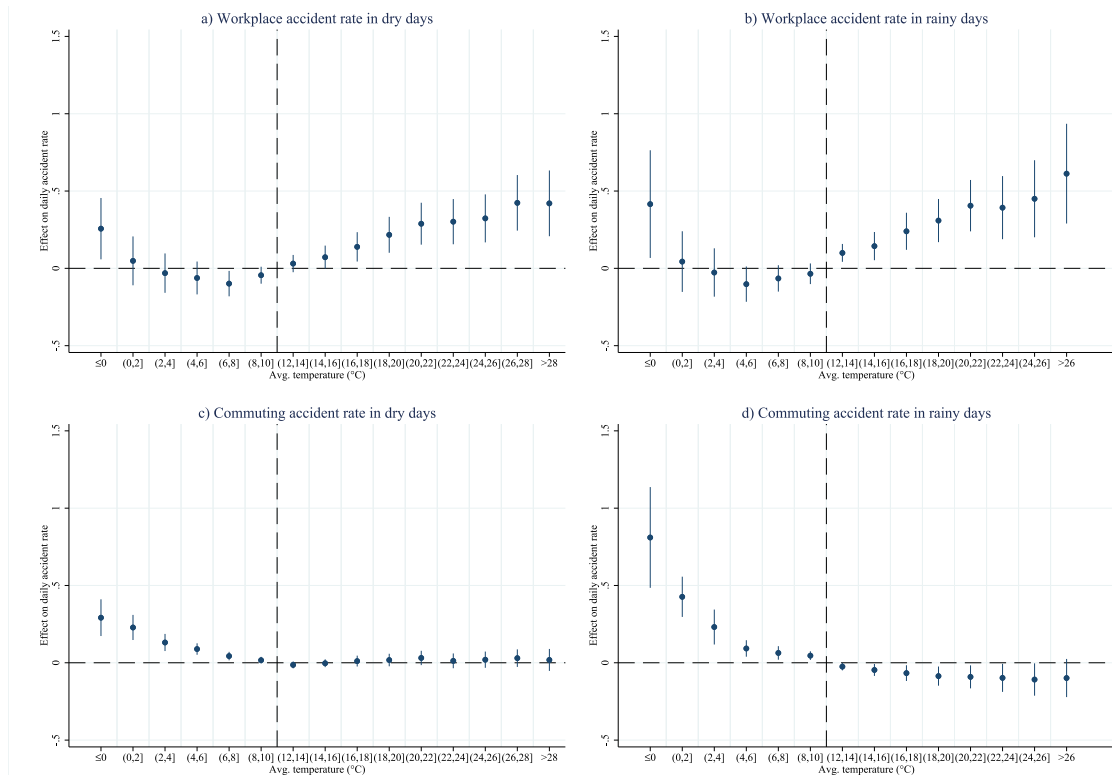 a) Workplace accident rate in dry days
Effect on daily accident rate
1.5
1
.5
0
-.5
≤0 (0,2] (2,4] (4,6] (6,8] (8,10] (12,14] (14,16] (16,18] (18,20] (20,22] (22,24] (24,26] (26,28] >28
Avg. temperature (°C)
b) Workplace accident rate in rainy days
Effect on daily accident rate
1.5
1
.5
0
-.5
≤0 (0,2] (2,4] (4,6] (6,8] (8,10] (12,14] (14,16] (16,18] (18,20] (20,22] (22,24] (24,26] >26
Avg. temperature (°C)
c) Commuting accident rate in dry days
Effect on daily accident rate
1.5
1
.5
0
-.5
≤0 (0,2] (2,4] (4,6] (6,8] (8,10] (12,14] (14,16] (16,18] (18,20] (20,22] (22,24] (24,26] (26,28] >28
Avg. temperature (°C)
d) Commuting accident rate in rainy days
Effect on daily accident rate
1.5
1
.5
0
-.5
≤0 (0,2] (2,4] (4,6] (6,8] (8,10] (12,14] (14,16] (16,18] (18,20] (20,22] (22,24] (24,26] >26
Avg. temperature (°C)